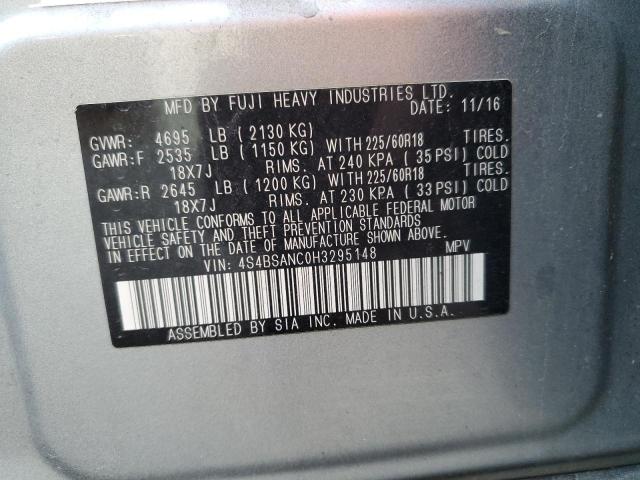 MFD BY FUJI HEAVY INDUSTRIES LTD.
DATE: 11/16
GVWR: 4695 LB ( 2130 KG)
GAWR:F 2535 LB ( 1150 KG) WITH 225/60R18 TIRES.
18X7J RIMS. AT 240 KPA ( 35 PSI) COLD
GAWR:R 2645 LB ( 1200 KG) WITH 225/60R18 TIRES.
18X7J RIMS. AT 230 KPA ( 33 PSI) COLD
THIS VEHICLE CONFORMS TO ALL APPLICABLE FEDERAL MOTOR
VEHICLE SAFETY AND THEFT PREVENTION STANDARDS
IN EFFECT ON THE DATE OF MANUFACTURE SHOWN ABOVE.
VIN: 4S4BSANC0H3295148 MPV
ASSEMBLED BY SIA INC. MADE IN U.S.A.